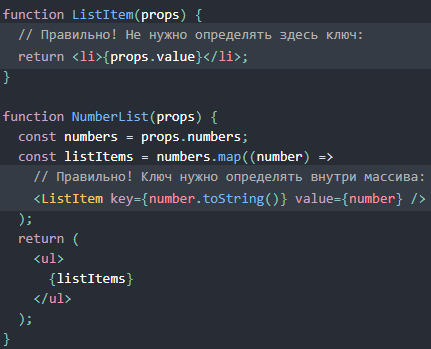 function ListItem(props) {
  // Правильно! Не нужно определять здесь ключ:
  return <li>{props.value}</li>;
}

function NumberList(props) {
  const numbers = props.numbers;
  const listItems = numbers.map((number) =>
    // Правильно! Ключ нужно определять внутри массива:
    <ListItem key={number.toString()} value={number} />
  );
  return (
    <ul>
      {listItems}
    </ul>
  );
}